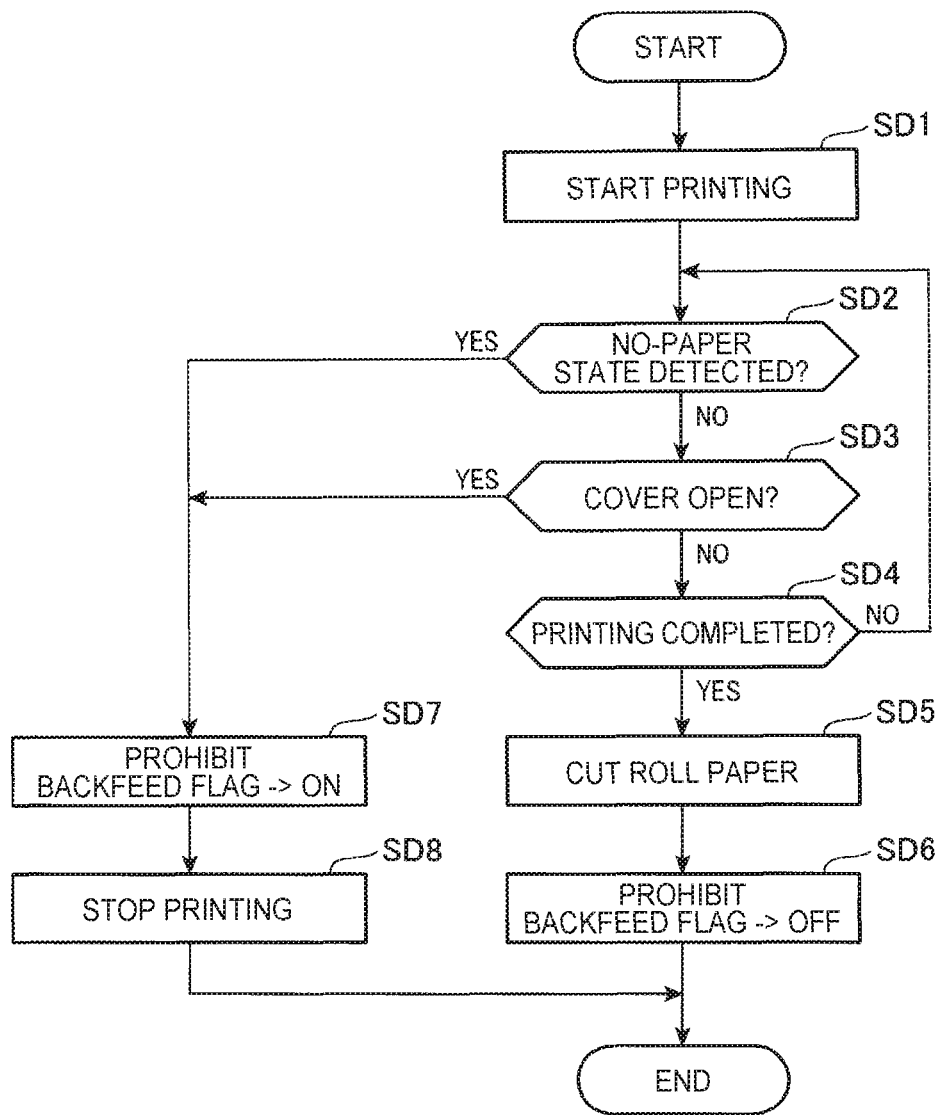 START
SD1
START PRINTING
SD2
YES
NO-PAPER
STATE DETECTED?
NO
SD3
YES
COVER OPEN?
NO
SD4
PRINTING COMPLETED?
NO
YES
SD7
SD5
PROHIBIT
BACKFEED FLAG -> ON
CUT ROLL PAPER
SD8
SD6
STOP PRINTING
PROHIBIT
BACKFEED FLAG -> OFF
END